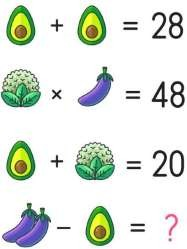 + = 28
× = 48
+ = 20
− = ?